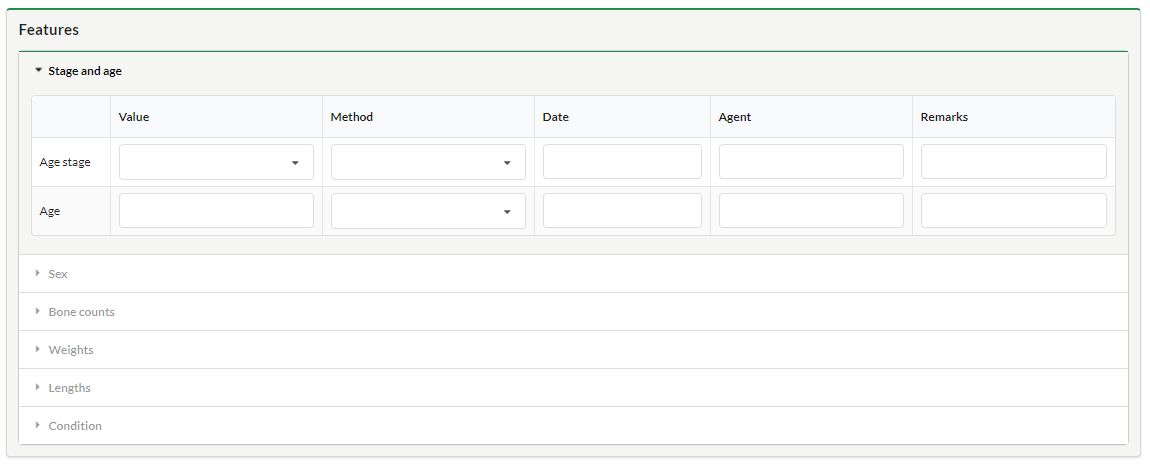 Features
Stage and age
Value Method Date Agent Remarks
Age stage
Age
Sex
Bone counts
Weights
Lengths
Condition